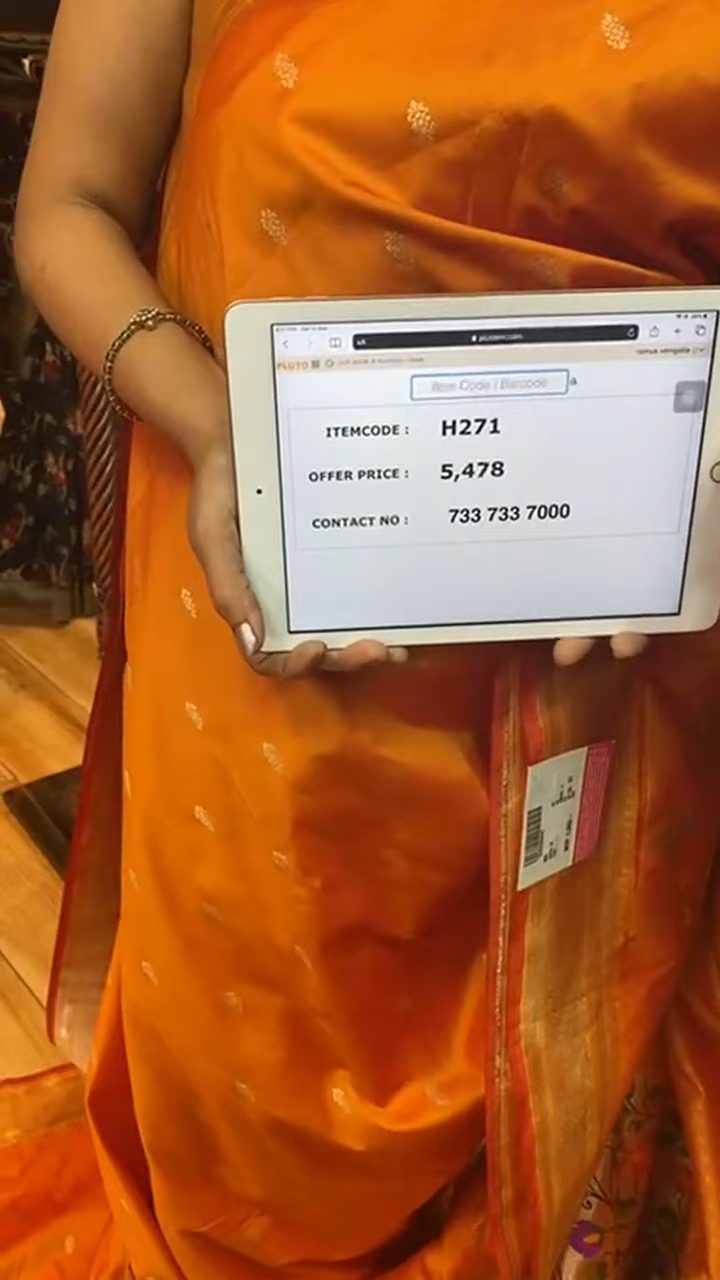 PLUTO
Item Code / Barcode
ITEMCODE : H271
OFFER PRICE : 5,478
CONTACT NO : 733 733 7000